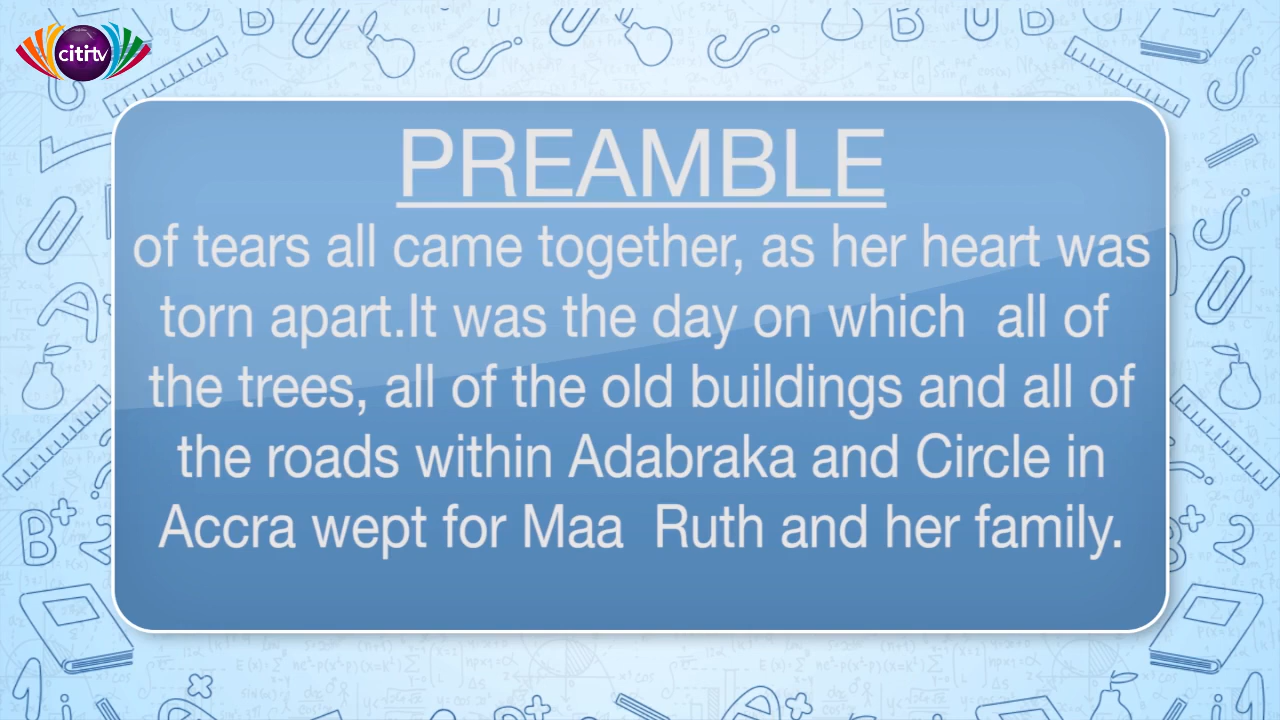 citi tv
PREAMBLE
of tears all came together, as her heart was
torn apart.It was the day on which all of
the trees, all of the old buildings and all of
the roads within Adabraka and Circle in
Accra wept for Maa Ruth and her family.